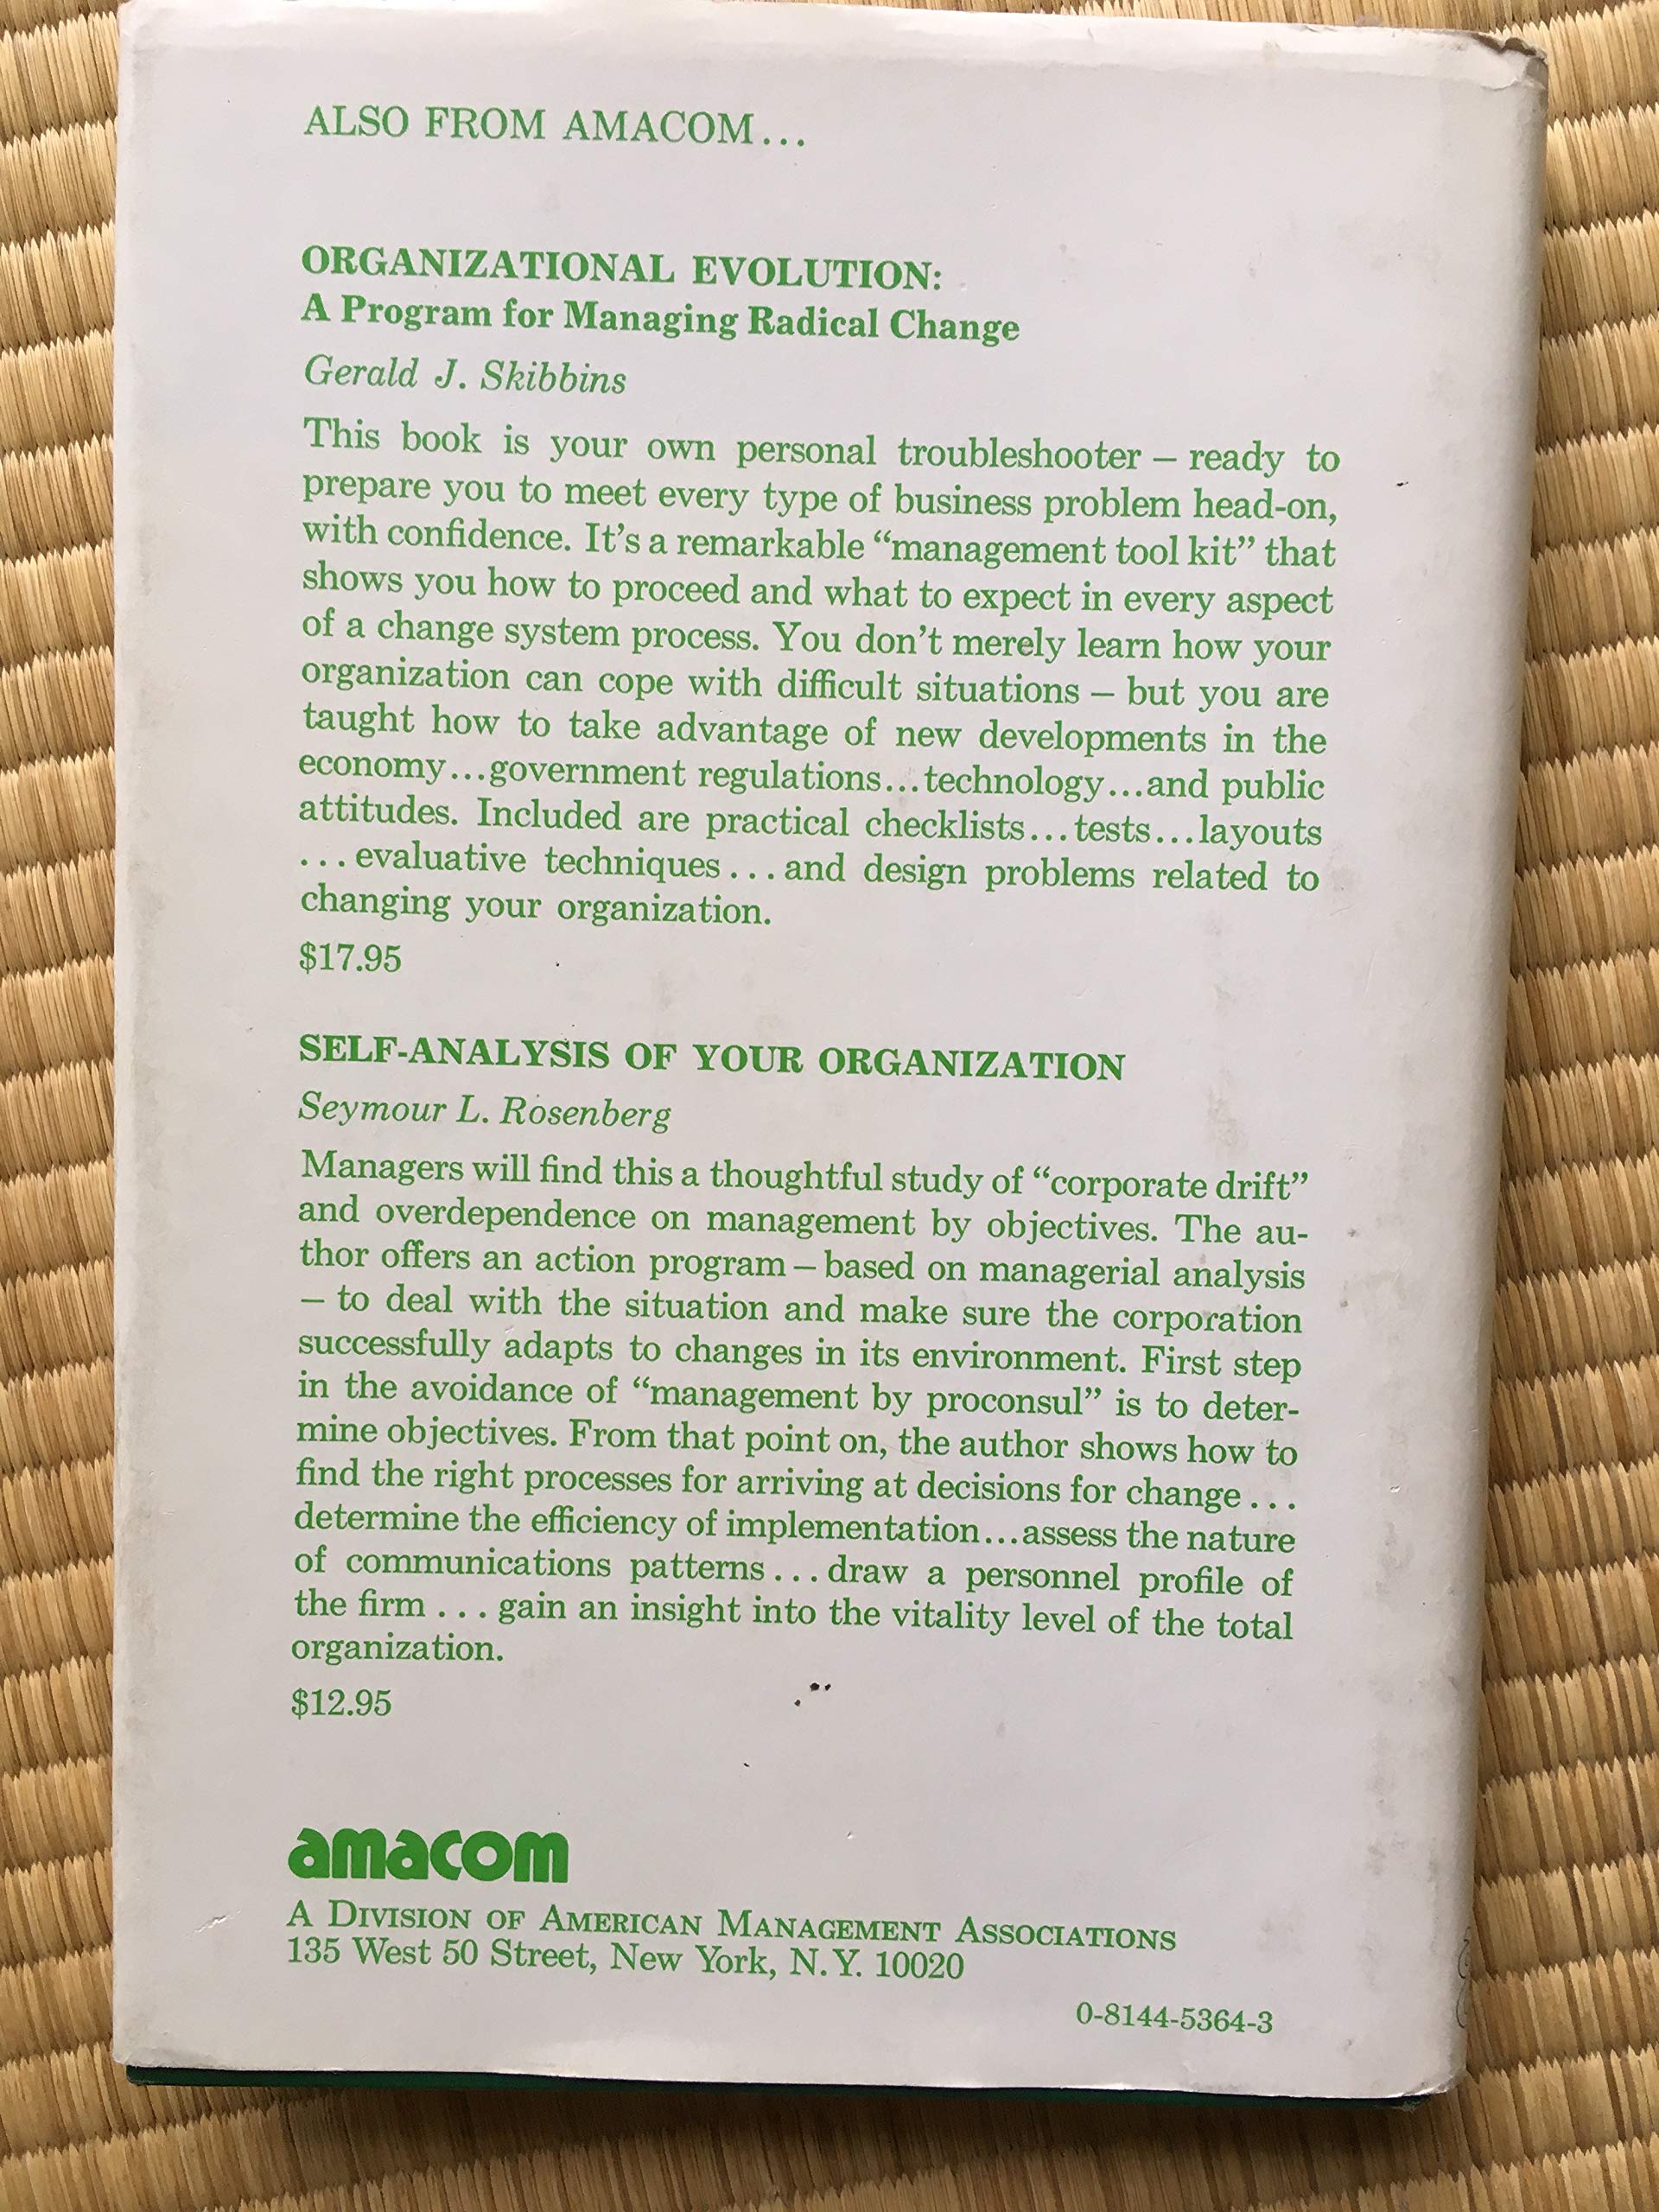 ALSO FROM AMACOM...
ORGANIZATIONAL EVOLUTION:
A Program for Managing Radical Change
Gerald J. Skibbins
This book is your own personal troubleshooter – ready to
prepare you to meet every type of business problem head-on,
with confidence. It’s a remarkable “management tool kit” that
shows you how to proceed and what to expect in every aspect
of a change system process. You don’t merely learn how your
organization can cope with difficult situations – but you are
taught how to take advantage of new developments in the
economy...government regulations...technology...and public
attitudes. Included are practical checklists...tests...layouts
...evaluative techniques...and design problems related to
changing your organization.
$17.95
SELF-ANALYSIS OF YOUR ORGANIZATION
Seymour L. Rosenberg
Managers will find this a thoughtful study of “corporate drift”
and overdependence on management by objectives. The au-
thor offers an action program – based on managerial analysis
– to deal with the situation and make sure the corporation
successfully adapts to changes in its environment. First step
in the avoidance of “management by proconsul” is to deter-
mine objectives. From that point on, the author shows how to
find the right processes for arriving at decisions for change...
determine the efficiency of implementation...assess the nature
of communications patterns...draw a personnel profile of
the firm ... gain an insight into the vitality level of the total
organization.
$12.95
amacom
A DIVISION OF AMERICAN MANAGEMENT ASSOCIATIONS
135 West 50 Street, New York, N.Y. 10020
0-8144-5364-3